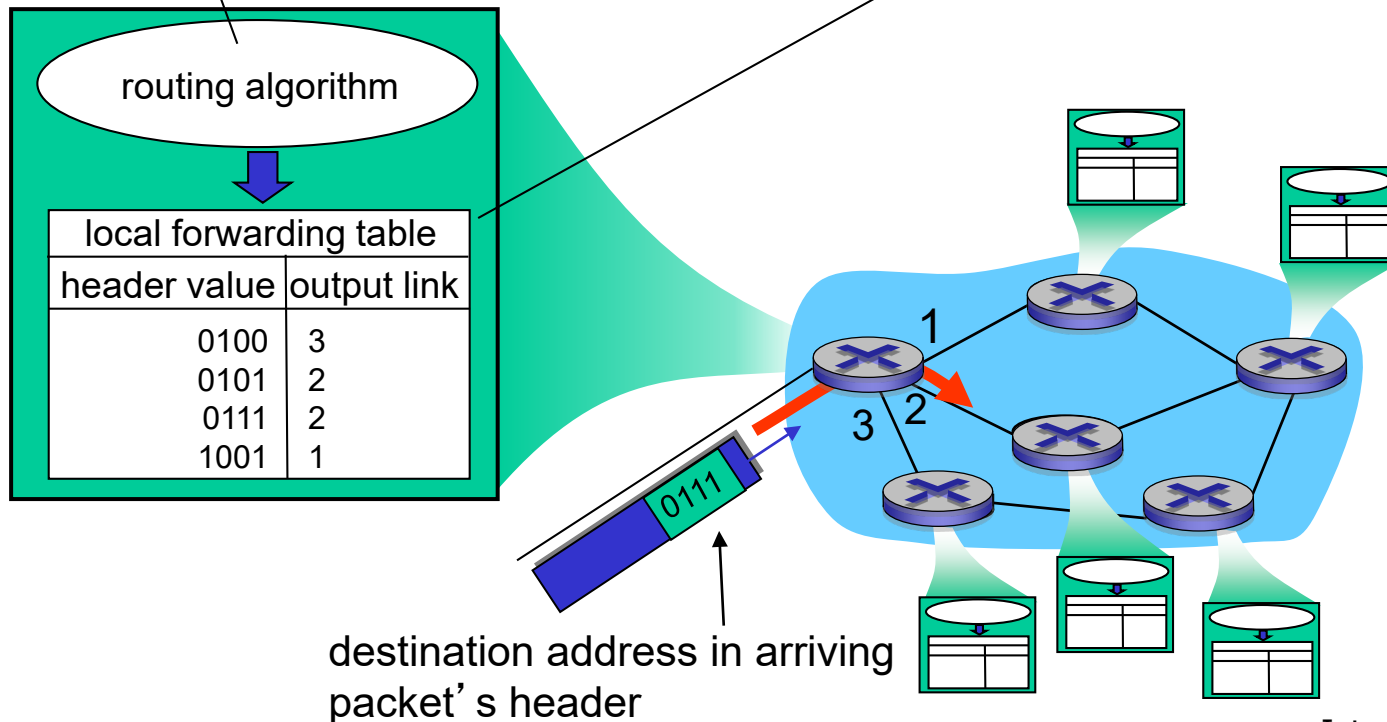 routing algorithm
local forwarding table
header value output link
0100 3
0101 2
0111 2
1001 1
1
2
3
0111
destination address in arriving
packet’s header